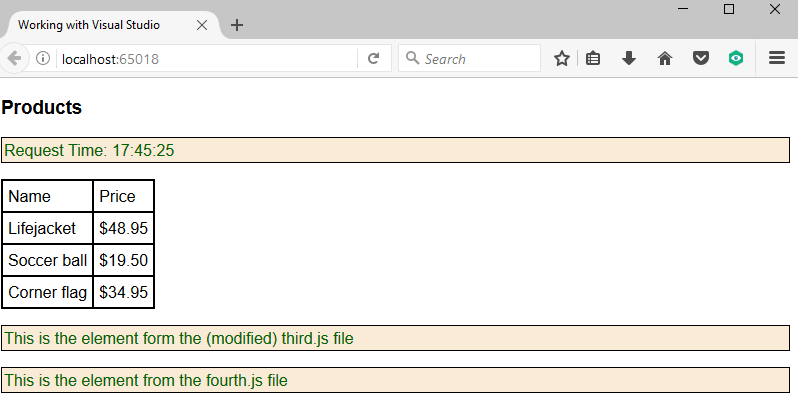 Working with Visual Studio
localhost:65018
Search
Products
Request Time: 17:45:25
Name Price
Lifejacket $48.95
Soccer ball $19.50
Corner flag $34.95
This is the element form the (modified) third.js file
This is the element from the fourth.js file